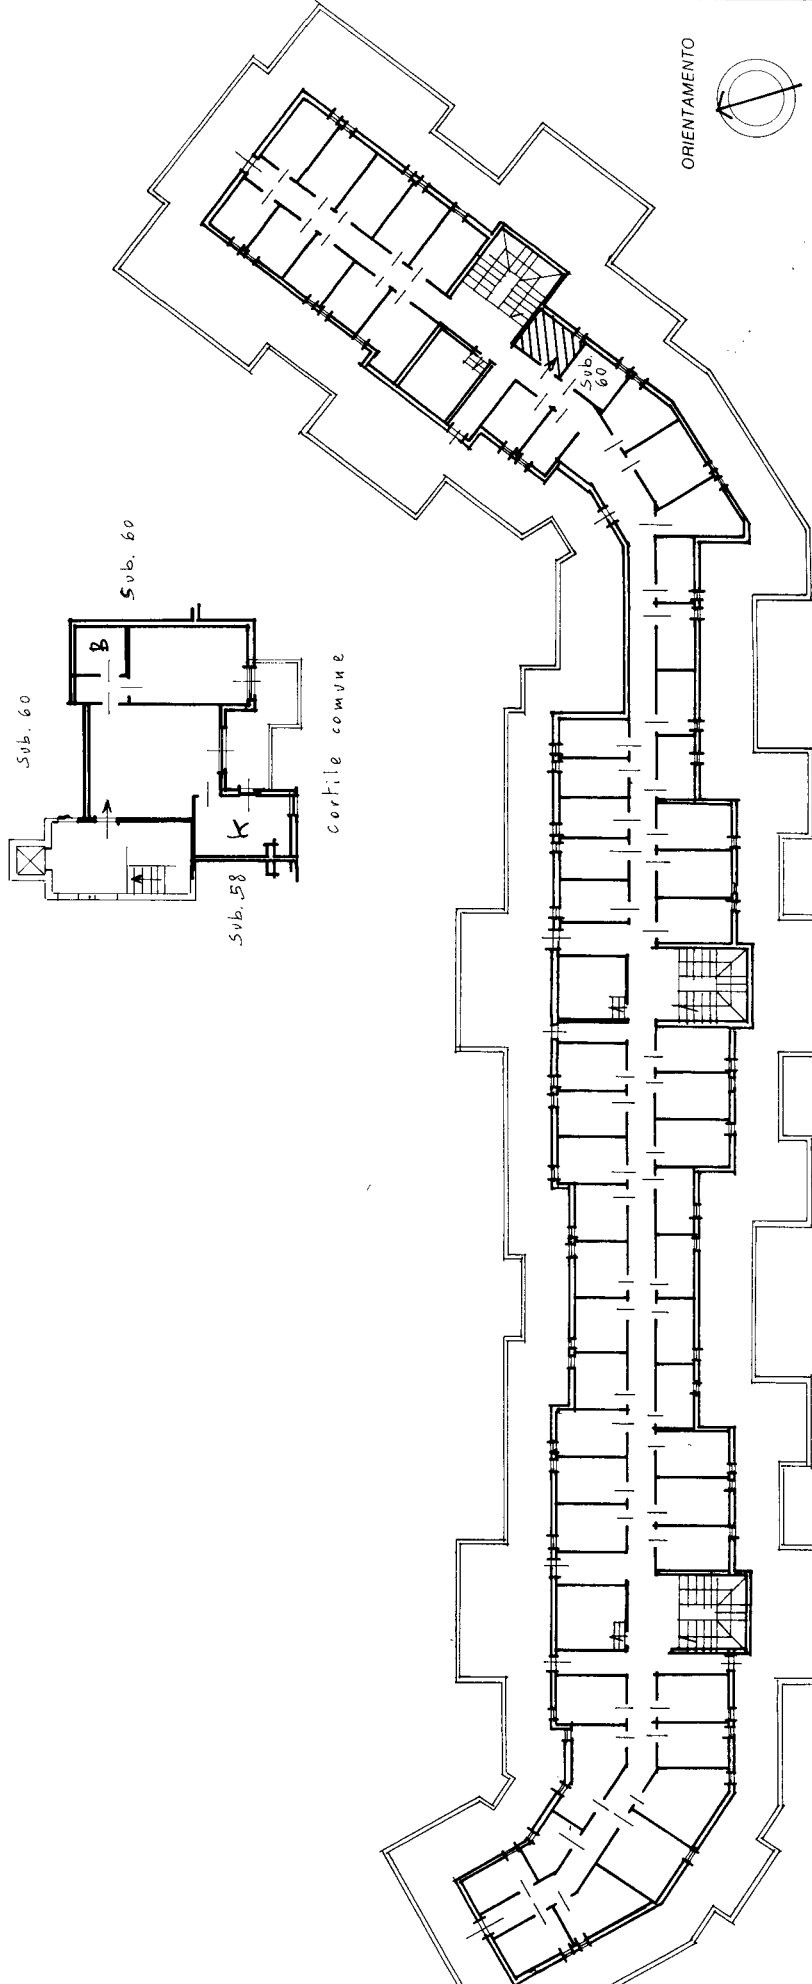 ORIENTAMENTO
Sub.
60
Sub. 60
Sub. 60
B
K
Sub. 58
cortile comune